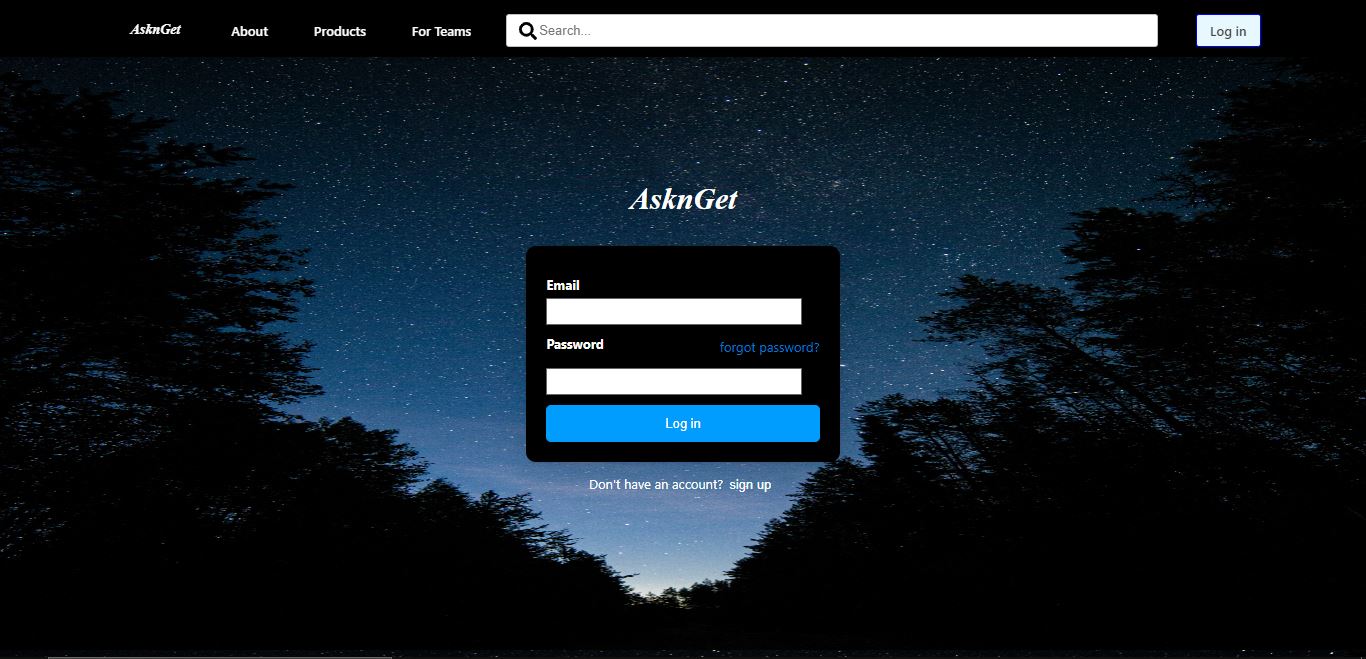 AsknGet About Products For Teams Search... Log in
AsknGet
Email
Password forgot password?
Log in
Don't have an account? sign up